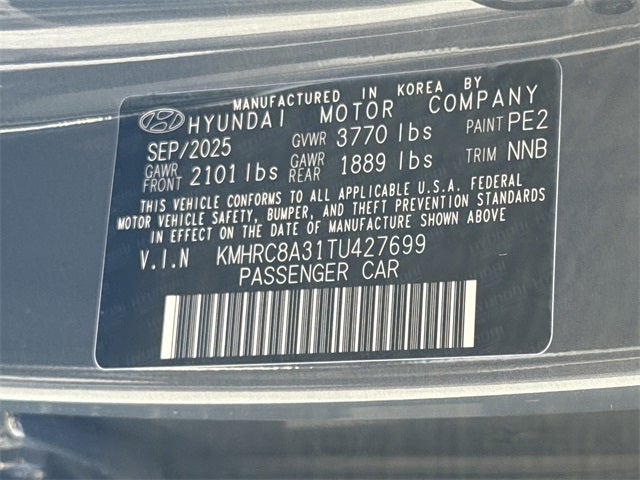 MANUFACTURED IN KOREA BY
HYUNDAI MOTOR COMPANY
SEP/2025 GVWR 3770 lbs PAINT PE2
GAWR FRONT 2101 lbs GAWR REAR 1889 lbs TRIM NNB
THIS VEHICLE CONFORMS TO ALL APPLICABLE U.S.A. FEDERAL
MOTOR VEHICLE SAFETY, BUMPER, AND THEFT PREVENTION STANDARDS
IN EFFECT ON THE DATE OF MANUFACTURE SHOWN ABOVE
V.I.N KMHRC8A31TU427699
PASSENGER CAR